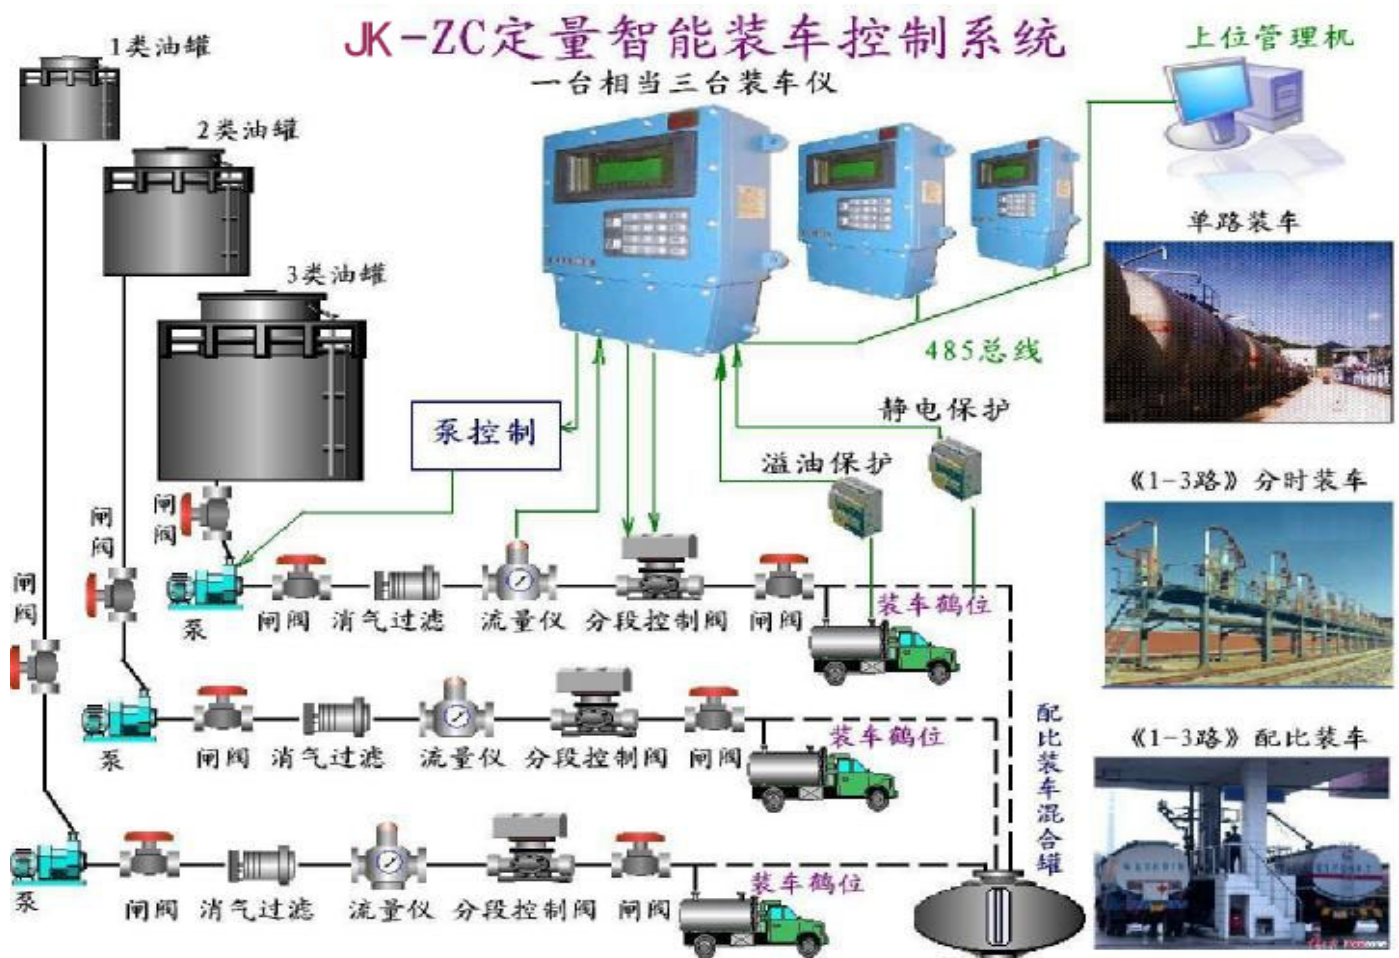 JK-ZC定量智能装车控制系统
一台相当三台装车仪
上位管理机
1类油罐
2类油罐
3类油罐
单路装车
485总线
静电保护
溢油保护
泵控制
《1-3路》分时装车
闸阀
闸阀
闸阀
泵
闸阀
消气过滤
流量仪
分段控制阀
闸阀
装车鹤位
泵
闸阀
消气过滤
流量仪
分段控制阀
闸阀
装车鹤位
配比装车混合罐
《1-3路》配比装车
泵
闸阀
消气过滤
流量仪
分段控制阀
闸阀
装车鹤位